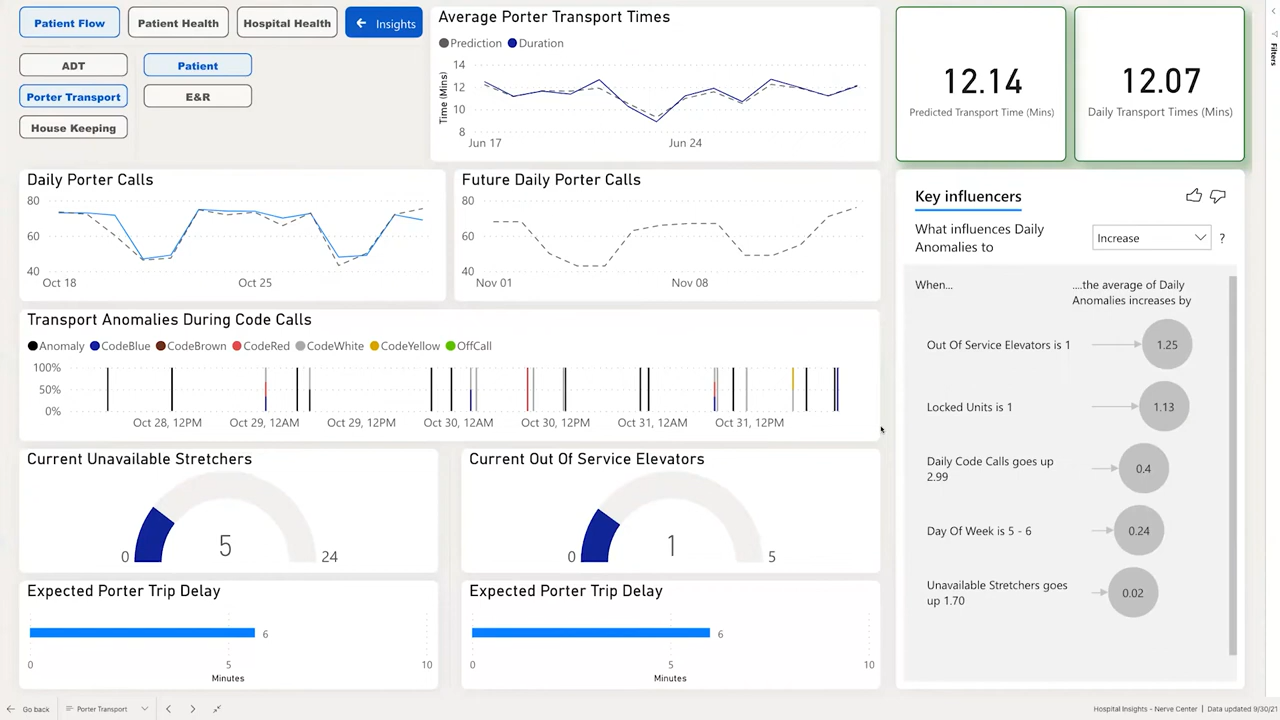 Patient Flow
Patient Health
Hospital Health
Insights
ADT
Patient
Porter Transport
E&R
House Keeping
Average Porter Transport Times
Prediction Duration
Time (Mins)
14
12
10
8
Jun 17 Jun 24
12.14
Predicted Transport Time (Mins)
12.07
Daily Transport Times (Mins)
Filters
Daily Porter Calls
80
60
40
Oct 18 Oct 25
Future Daily Porter Calls
80
60
40
Nov 01 Nov 08
Key influencers
What influences Daily
Anomalies to
Increase
?
When...
....the average of Daily
Anomalies increases by
Out Of Service Elevators is 1
1.25
Locked Units is 1
1.13
Daily Code Calls goes up
2.99
0.4
Day Of Week is 5 - 6
0.24
Unavailable Stretchers goes
up 1.70
0.02
Transport Anomalies During Code Calls
Anomaly CodeBlue CodeBrown CodeRed CodeWhite CodeYellow OffCall
100%
50%
0%
Oct 28, 12PM Oct 29, 12AM Oct 29, 12PM Oct 30, 12AM Oct 30, 12PM Oct 31, 12AM Oct 31, 12PM
Current Unavailable Stretchers
0 5 24
Current Out Of Service Elevators
0 1 5
Expected Porter Trip Delay
6
0 5 10
Minutes
Expected Porter Trip Delay
6
0 5 10
Minutes
Go back
Porter Transport
Hospital Insights - Nerve Center | Data updated 9/30/21